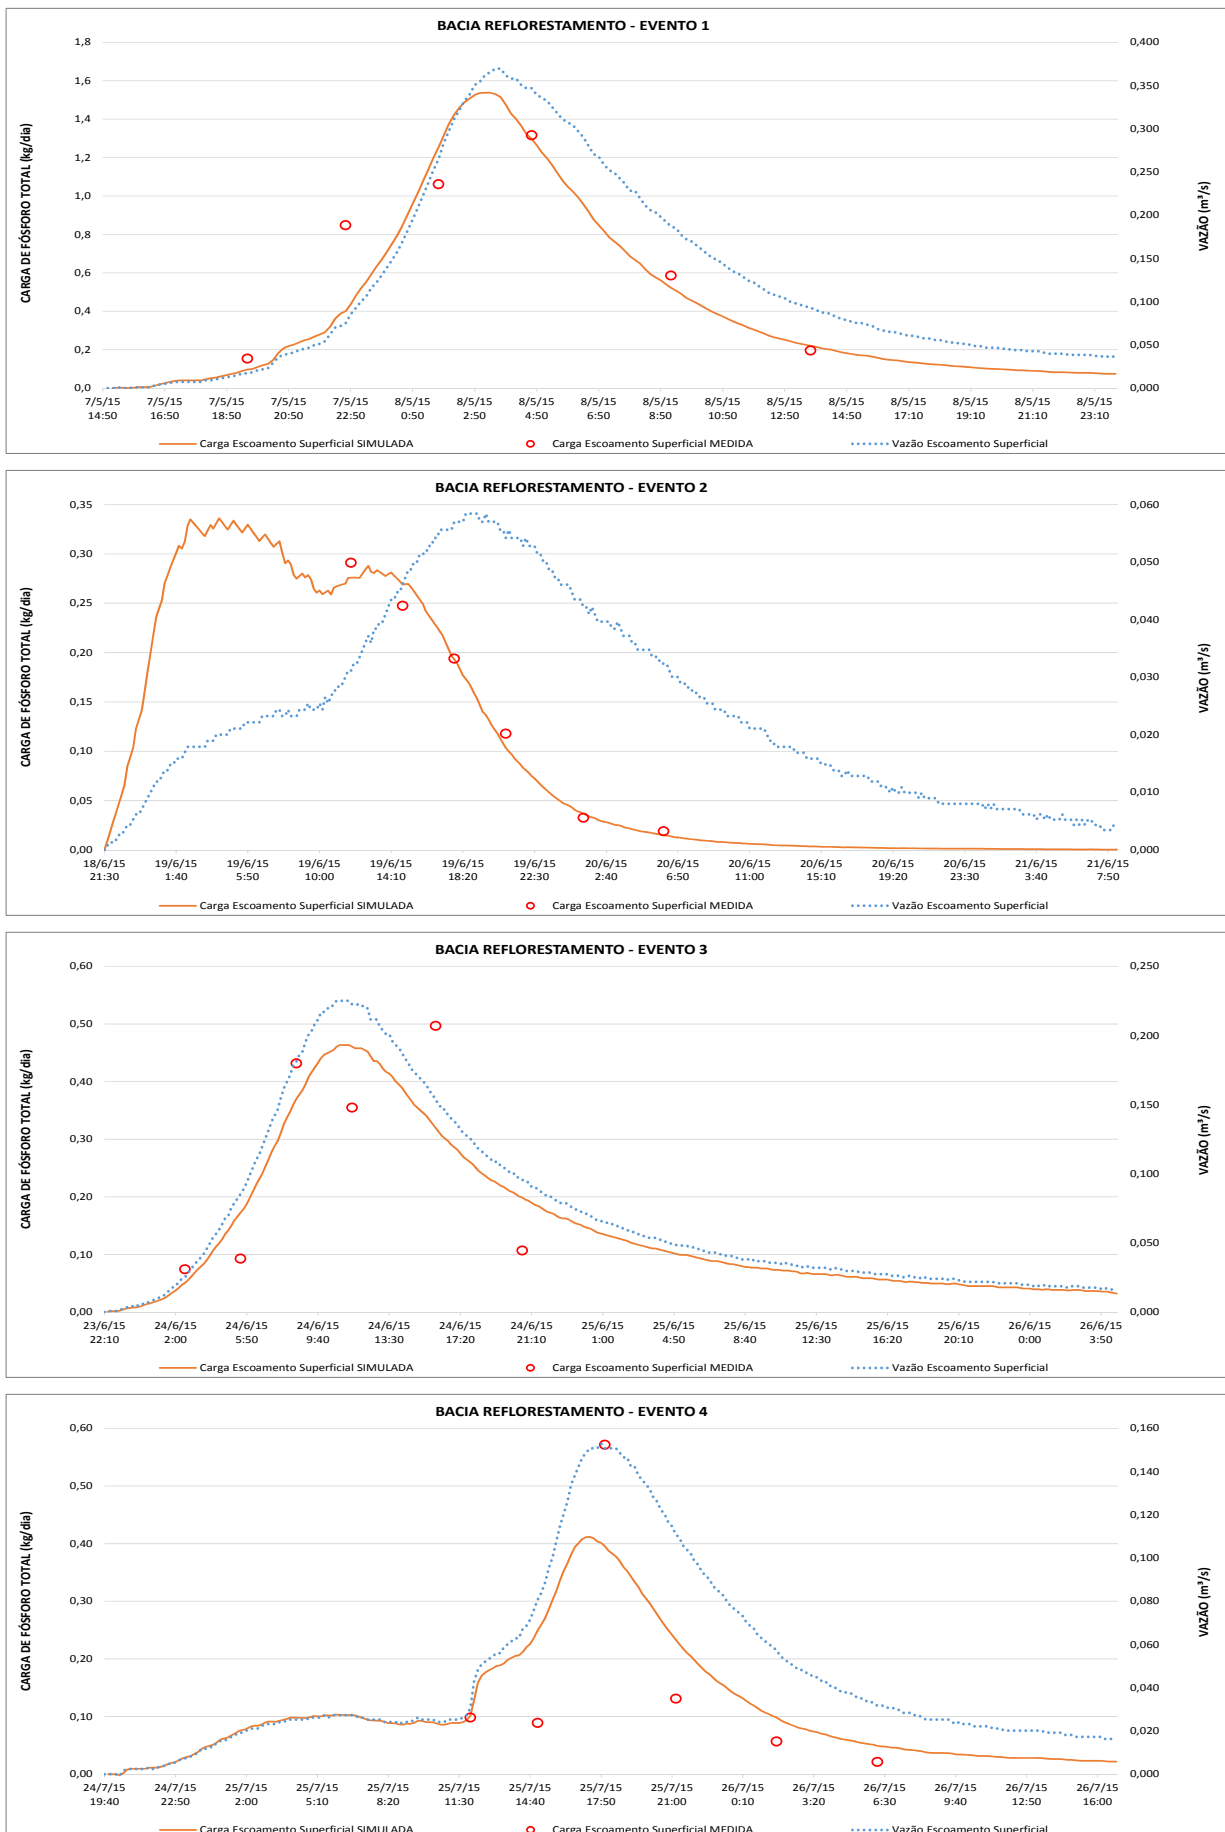 BACIA REFLORESTAMENTO - EVENTO 1
CARGA DE FÓSFORO TOTAL (kg/dia)
1,8
1,6
1,4
1,2
1,0
0,8
0,6
0,4
0,2
0,0
0,400
0,350
0,300
0,250
0,200
0,150
0,100
0,050
0,000
VAZÃO (m³/s)
7/5/15 7/5/15 7/5/15 7/5/15 7/5/15 8/5/15 8/5/15 8/5/15 8/5/15 8/5/15 8/5/15 8/5/15 8/5/15 8/5/15 8/5/15 8/5/15 8/5/15
14:50 16:50 18:50 20:50 22:50 0:50 2:50 4:50 6:50 8:50 10:50 12:50 14:50 17:10 19:10 21:10 23:10
Carga Escoamento Superficial SIMULADA Carga Escoamento Superficial MEDIDA Vazão Escoamento Superficial
BACIA REFLORESTAMENTO - EVENTO 2
CARGA DE FÓSFORO TOTAL (kg/dia)
0,35
0,30
0,25
0,20
0,15
0,10
0,05
0,00
0,060
0,050
0,040
0,030
0,020
0,010
0,000
VAZÃO (m³/s)
18/6/15 19/6/15 19/6/15 19/6/15 19/6/15 19/6/15 19/6/15 20/6/15 20/6/15 20/6/15 20/6/15 20/6/15 20/6/15 21/6/15 21/6/15
21:30 1:40 5:50 10:00 14:10 18:20 22:30 2:40 6:50 11:00 15:10 19:20 23:30 3:40 7:50
Carga Escoamento Superficial SIMULADA Carga Escoamento Superficial MEDIDA Vazão Escoamento Superficial
BACIA REFLORESTAMENTO - EVENTO 3
CARGA DE FÓSFORO TOTAL (kg/dia)
0,60
0,50
0,40
0,30
0,20
0,10
0,00
0,250
0,200
0,150
0,100
0,050
0,000
VAZÃO (m³/s)
23/6/15 24/6/15 24/6/15 24/6/15 24/6/15 24/6/15 24/6/15 25/6/15 25/6/15 25/6/15 25/6/15 25/6/15 25/6/15 26/6/15 26/6/15
22:10 2:00 5:50 9:40 13:30 17:20 21:10 1:00 4:50 8:40 12:30 16:20 20:10 0:00 3:50
Carga Escoamento Superficial SIMULADA Carga Escoamento Superficial MEDIDA Vazão Escoamento Superficial
BACIA REFLORESTAMENTO - EVENTO 4
CARGA DE FÓSFORO TOTAL (kg/dia)
0,60
0,50
0,40
0,30
0,20
0,10
0,00
0,160
0,140
0,120
0,100
0,080
0,060
0,040
0,020
0,000
VAZÃO (m³/s)
24/7/15 24/7/15 25/7/15 25/7/15 25/7/15 25/7/15 25/7/15 25/7/15 25/7/15 26/7/15 26/7/15 26/7/15 26/7/15 26/7/15 26/7/15
19:40 22:50 2:00 5:10 8:20 11:30 14:40 17:50 21:00 0:10 3:20 6:30 9:40 12:50 16:00
Carga Escoamento Superficial SIMULADA Carga Escoamento Superficial MEDIDA Vazão Escoamento Superficial